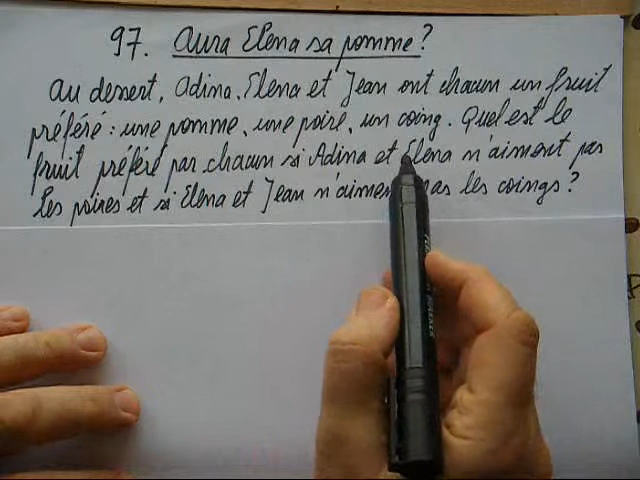 97. Aura Elena sa pomme ?
Au dessert, Adina, Elena et Jean ont chacun un fruit
préféré : une pomme, une poire, un coing. Quel est le
fruit préféré par chacun si Adina et Elena n'aiment pas
les poires et si Elena et Jean n'aiment pas les coings ?